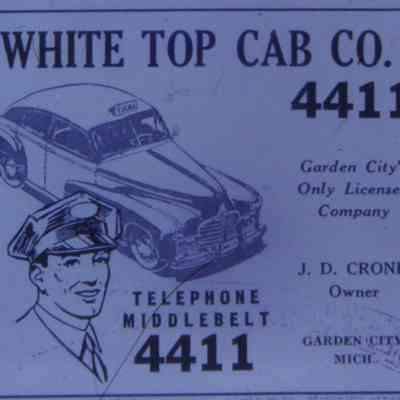 WHITE TOP CAB CO.
4411
TAXI
Garden City's
Only License
Company
J. D. CRONE
Owner
TELEPHONE
MIDDLEBELT
4411
GARDEN CITY
MICH.